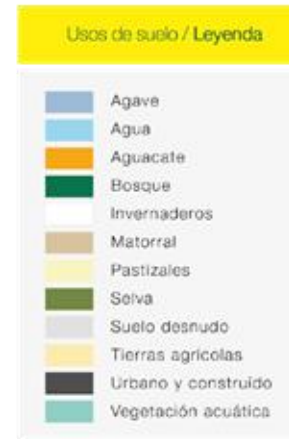 Usos de suelo / Leyenda
Agave
Agua
Aguacate
Bosque
Invernaderos
Matorral
Pastizales
Selva
Suelo desnudo
Tierras agrícolas
Urbano y construido
Vegetación acuática